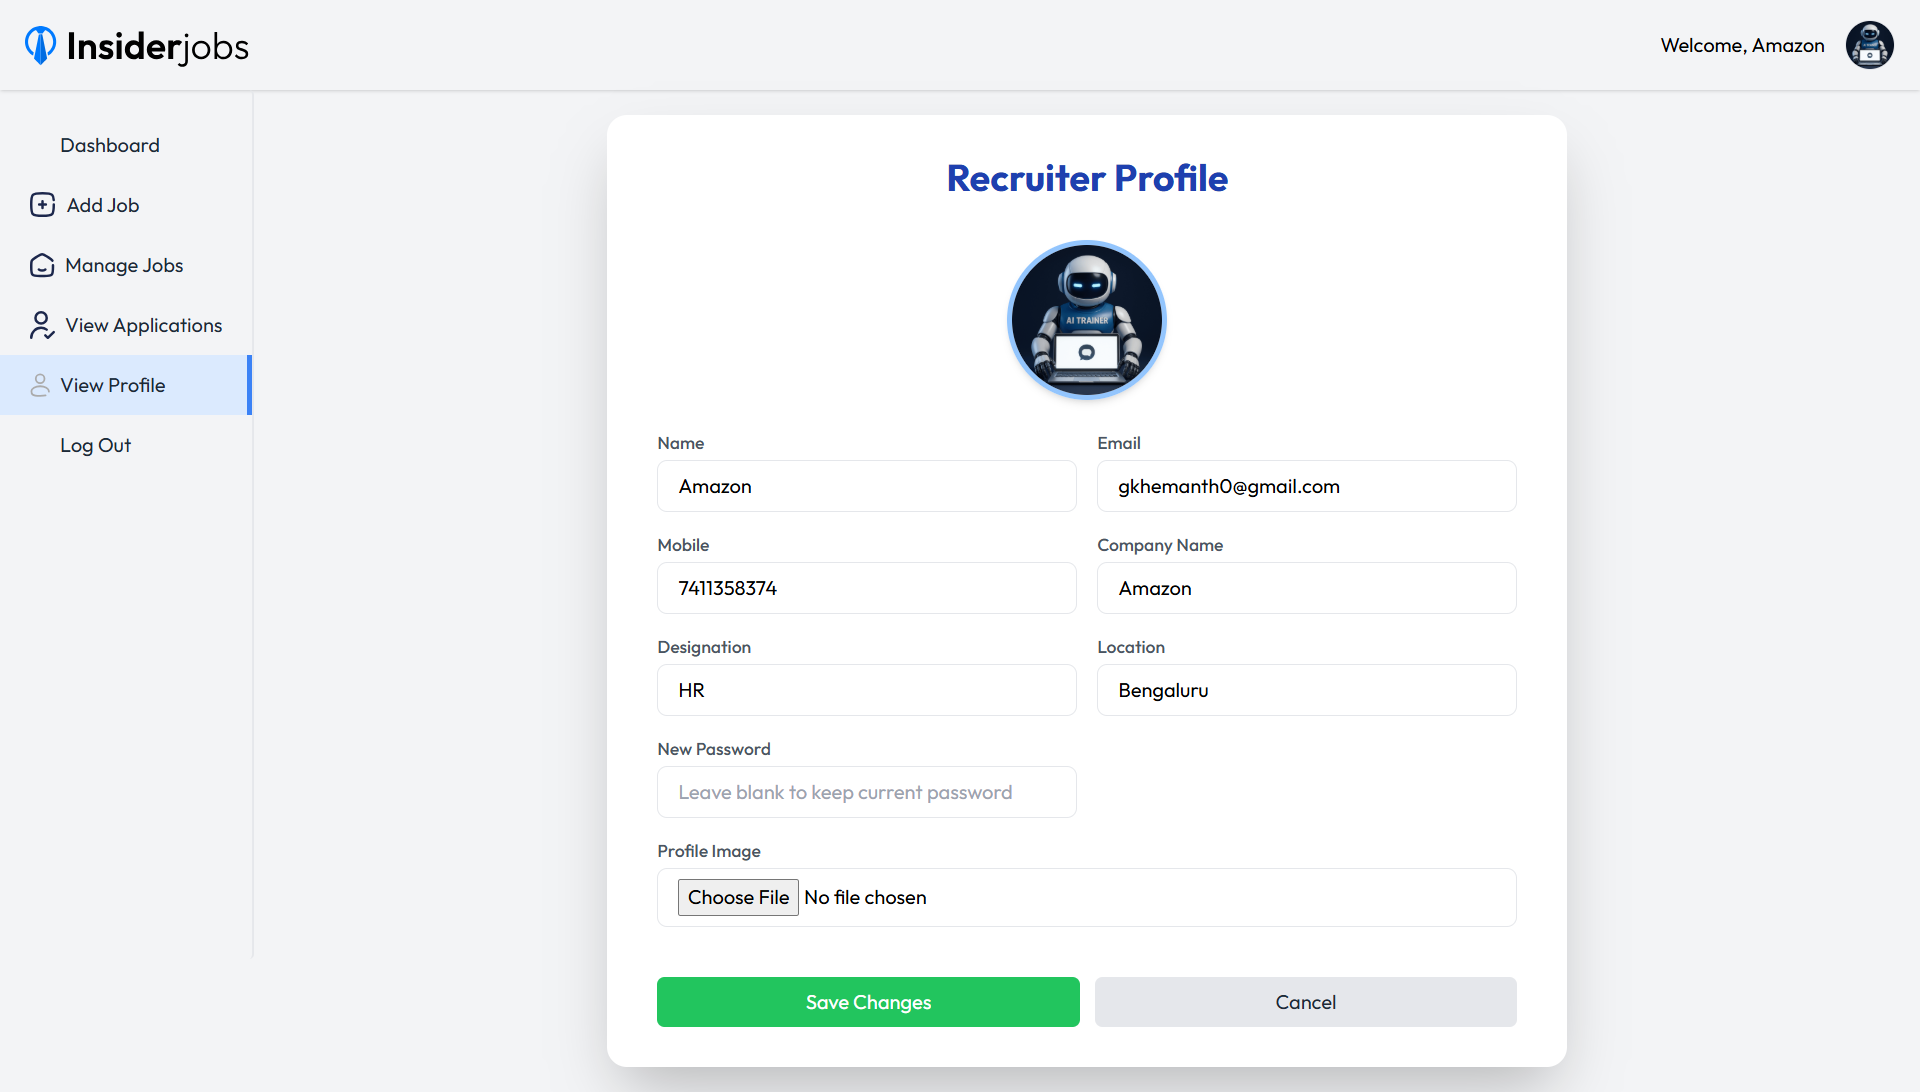 Insiderjobs
Welcome, Amazon
Dashboard
Add Job
Manage Jobs
View Applications
View Profile
Log Out
Recruiter Profile
AI TRAINER
Name
Email
Amazon
gkhemanth0@gmail.com
Mobile
Company Name
7411358374
Amazon
Designation
Location
HR
Bengaluru
New Password
Leave blank to keep current password
Profile Image
Choose File No file chosen
Save Changes
Cancel